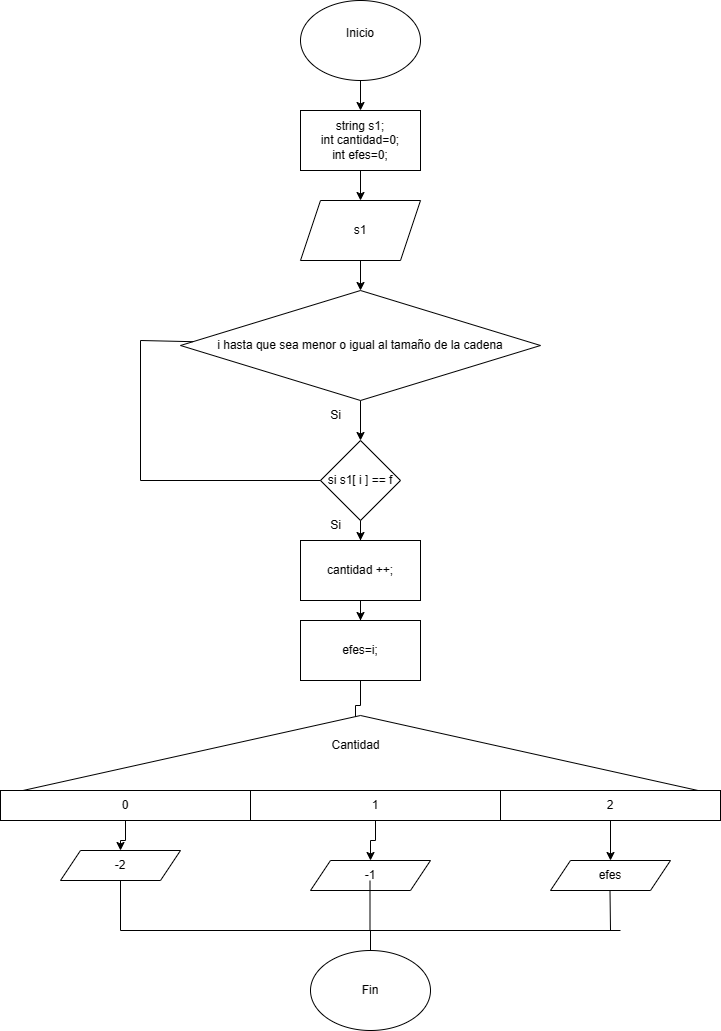 Inicio
string s1;
int cantidad=0;
int efes=0;
s1
i hasta que sea menor o igual al tamaño de la cadena
Si
si s1[ i ] == f
Si
cantidad ++;
efes=i;
Cantidad
0
1
2
-2
-1
efes
Fin